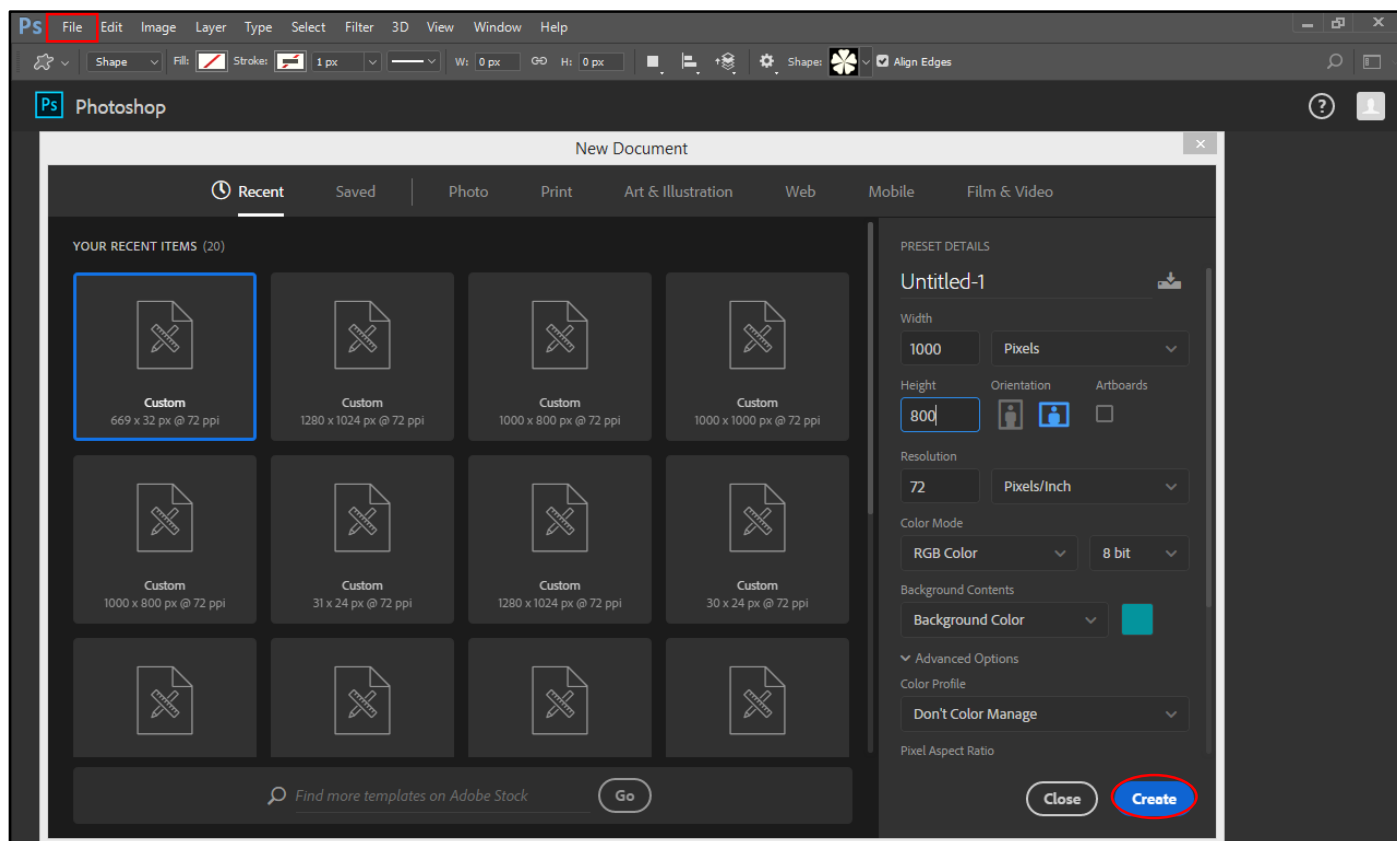 Ps File Edit Image Layer Type Select Filter 3D View Window Help
Shape Fill: Stroke: 1 px W: 0 px H: 0 px Shape: Align Edges
Ps Photoshop ?
New Document
Recent Saved Photo Print Art & Illustration Web Mobile Film & Video
YOUR RECENT ITEMS (20)
Custom Custom Custom Custom
669 x 32 px @ 72 ppi 1280 x 1024 px @ 72 ppi 1000 x 800 px @ 72 ppi 1000 x 1000 px @ 72 ppi
Custom Custom Custom Custom
1000 x 800 px @ 72 ppi 31 x 24 px @ 72 ppi 1280 x 1024 px @ 72 ppi 30 x 24 px @ 72 ppi
Find more templates on Adobe Stock Go
PRESET DETAILS
Untitled-1
Width
1000 Pixels
Height Orientation Artboards
800
Resolution
72 Pixels/Inch
Color Mode
RGB Color 8 bit
Background Contents
Background Color
Advanced Options
Color Profile
Don't Color Manage
Pixel Aspect Ratio
Close Create